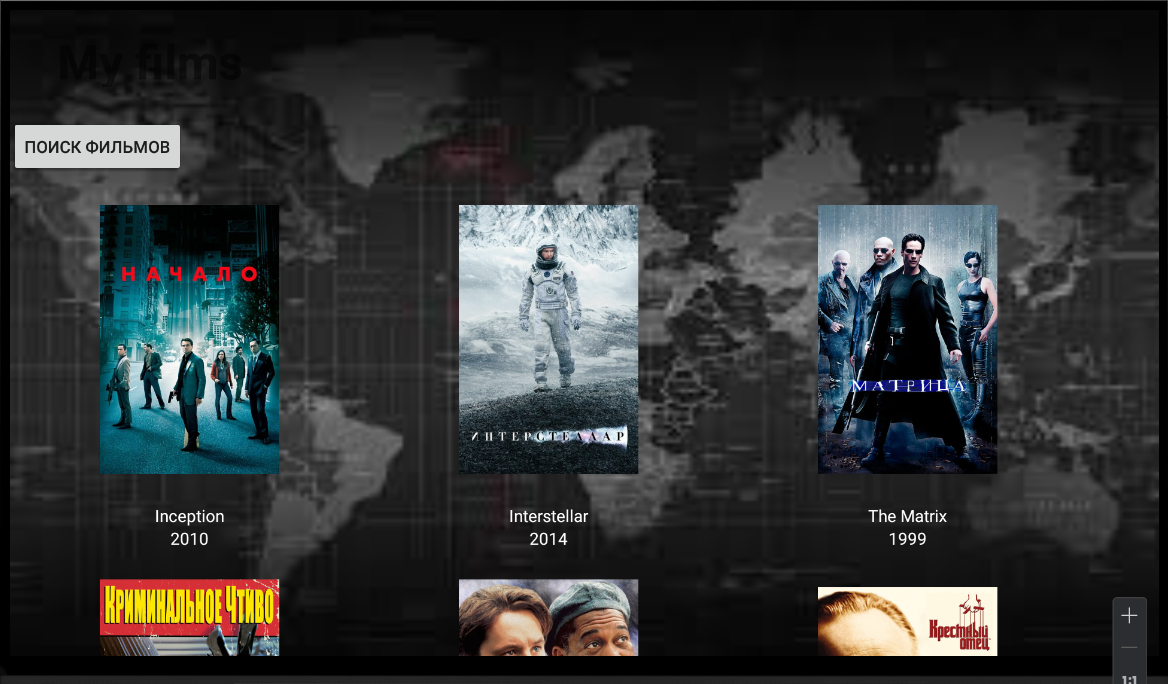 My films
ПОИСК ФИЛЬМОВ
НАЧАЛО
ИНТЕРСТЕЛЛАР
МАТРИЦА
Inception
2010
Interstellar
2014
The Matrix
1999
КРИМИНАЛЬНОЕ ЧТИВО
Крестный
отец
1:1